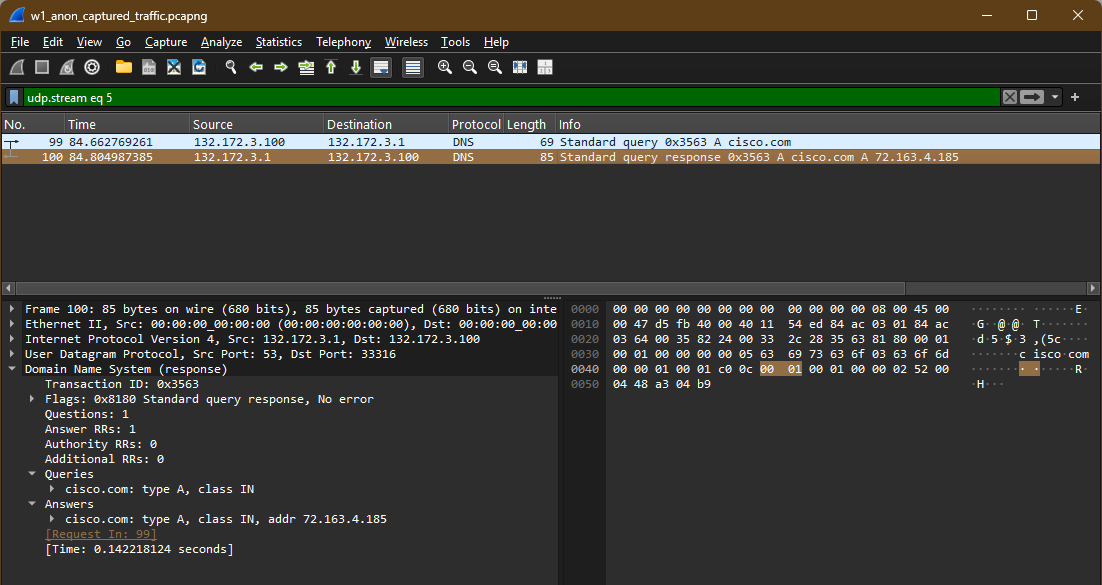 w1_anon_captured_traffic.pcapng
File Edit View Go Capture Analyze Statistics Telephony Wireless Tools Help
udp.stream eq 5
No. Time Source Destination Protocol Length Info
99 84.662769261 132.172.3.100 132.172.3.1 DNS 69 Standard query 0x3563 A cisco.com
100 84.804987385 132.172.3.1 132.172.3.100 DNS 85 Standard query response 0x3563 A cisco.com A 72.163.4.185
Frame 100: 85 bytes on wire (680 bits), 85 bytes captured (680 bits) on inte
Ethernet II, Src: 00:00:00_00:00:00 (00:00:00:00:00:00), Dst: 00:00:00_00:00
Internet Protocol Version 4, Src: 132.172.3.1, Dst: 132.172.3.100
User Datagram Protocol, Src Port: 53, Dst Port: 33316
Domain Name System (response)
Transaction ID: 0x3563
Flags: 0x8180 Standard query response, No error
Questions: 1
Answer RRs: 1
Authority RRs: 0
Additional RRs: 0
Queries
cisco.com: type A, class IN
Answers
cisco.com: type A, class IN, addr 72.163.4.185
[Request In: 99]
[Time: 0.142218124 seconds]
0000 00 00 00 00 00 00 00 00 00 00 00 00 08 00 45 00 ········ ······E·
0010 00 47 d5 fb 40 00 40 11 54 ed 84 ac 03 01 84 ac ·G··@·@· T·······
0020 03 64 00 35 82 24 00 33 2c 28 35 63 81 80 00 01 ·d·5·$·3 ,(5c····
0030 00 01 00 00 00 00 05 63 69 73 63 6f 03 63 6f 6d ·······c isco·com
0040 00 00 01 00 01 c0 0c 00 01 00 01 00 00 02 52 00 ········ ······R·
0050 04 48 a3 04 b9 ·H···